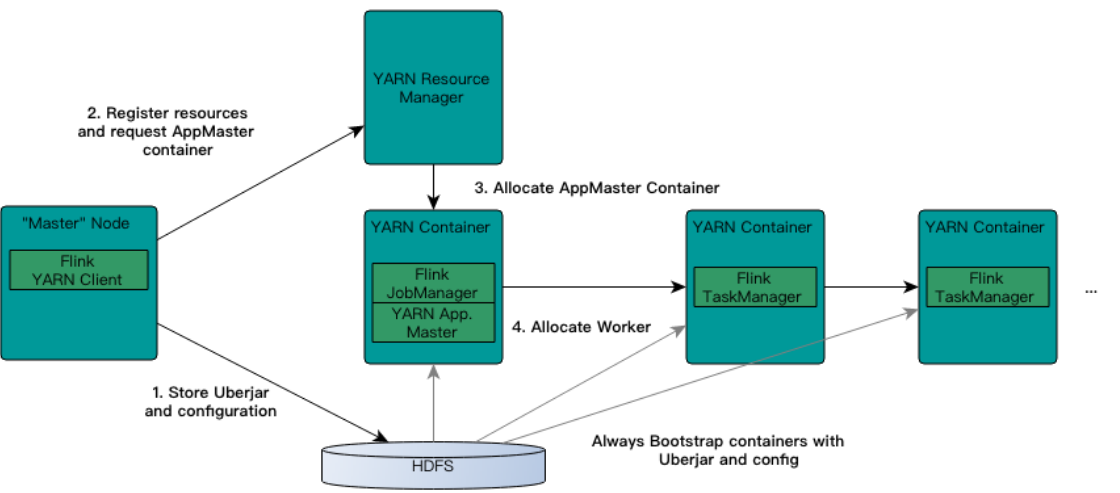 YARN Resource
Manager
2. Register resources
and request AppMaster
container
3. Allocate AppMaster Container
"Master" Node
Flink
YARN Client
YARN Container
Flink
JobManager
YARN App.
Master
4. Allocate Worker
YARN Container
Flink
TaskManager
YARN Container
Flink
TaskManager
...
1. Store Uberjar
and configuration
HDFS
Always Bootstrap containers with
Uberjar and config